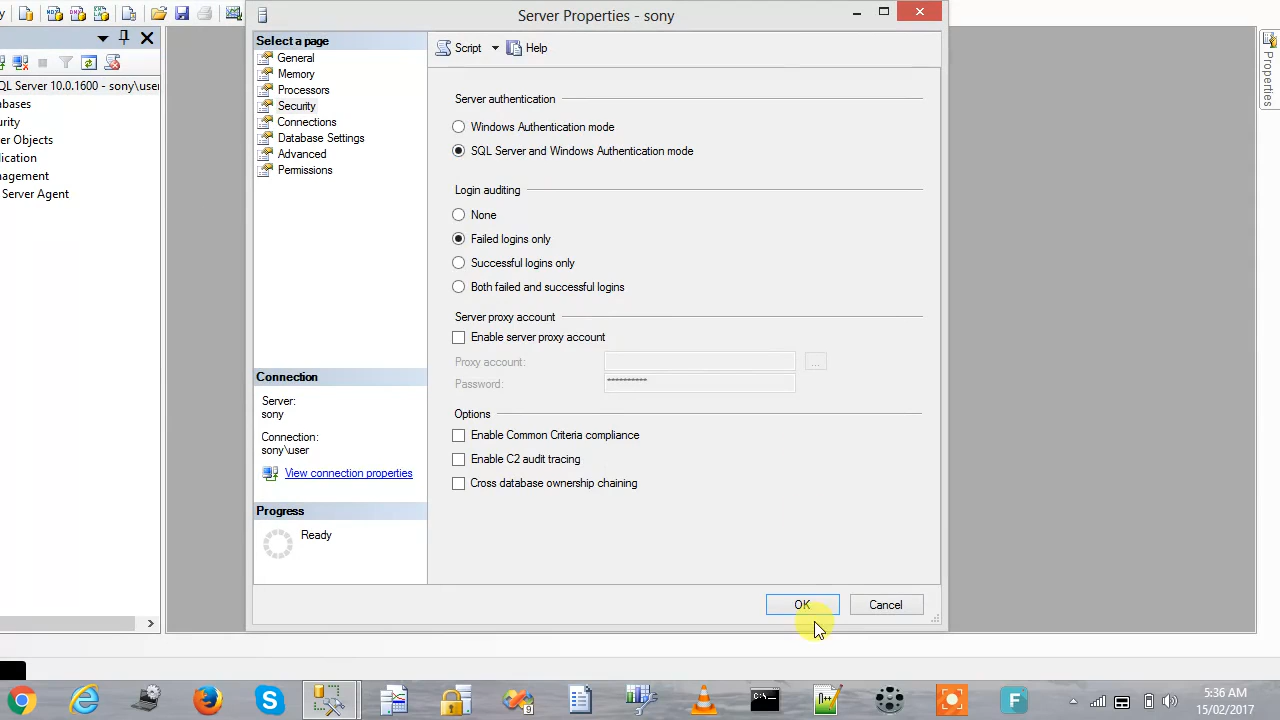 Server Properties - sony
Select a page
General
Memory
Processors
Security
Connections
Database Settings
Advanced
Permissions
Script
Help
QL Server 10.0.1600 - sony\user
bases
urity
er Objects
lication
nagement
Server Agent
Properties
Server authentication
Windows Authentication mode
SQL Server and Windows Authentication mode
Login auditing
None
Failed logins only
Successful logins only
Both failed and successful logins
Server proxy account
Enable server proxy account
Proxy account:
...
Password:
**********
Options
Enable Common Criteria compliance
Enable C2 audit tracing
Cross database ownership chaining
Connection
Server:
sony
Connection:
sony\user
View connection properties
Progress
Ready
OK
Cancel
5:36 AM
15/02/2017